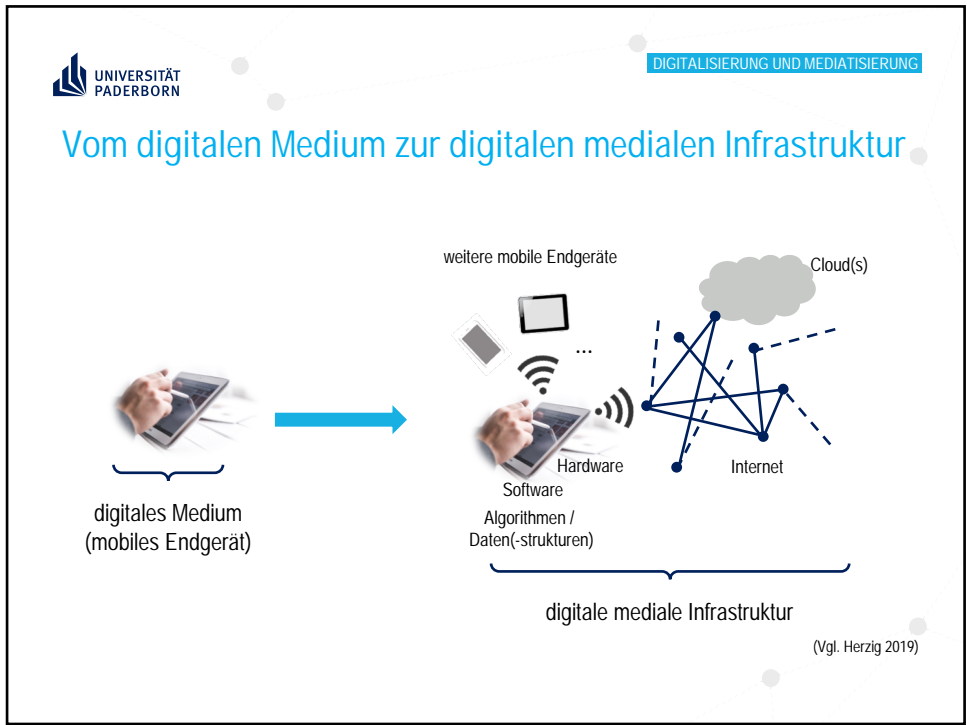 UNIVERSITÄT
PADERBORN
DIGITALISIERUNG UND MEDIATISIERUNG
Vom digitalen Medium zur digitalen medialen Infrastruktur
weitere mobile Endgeräte
Cloud(s)
...
Hardware
Internet
Software
Algorithmen /
Daten(-strukturen)
digitales Medium
(mobiles Endgerät)
digitale mediale Infrastruktur
(Vgl. Herzig 2019)